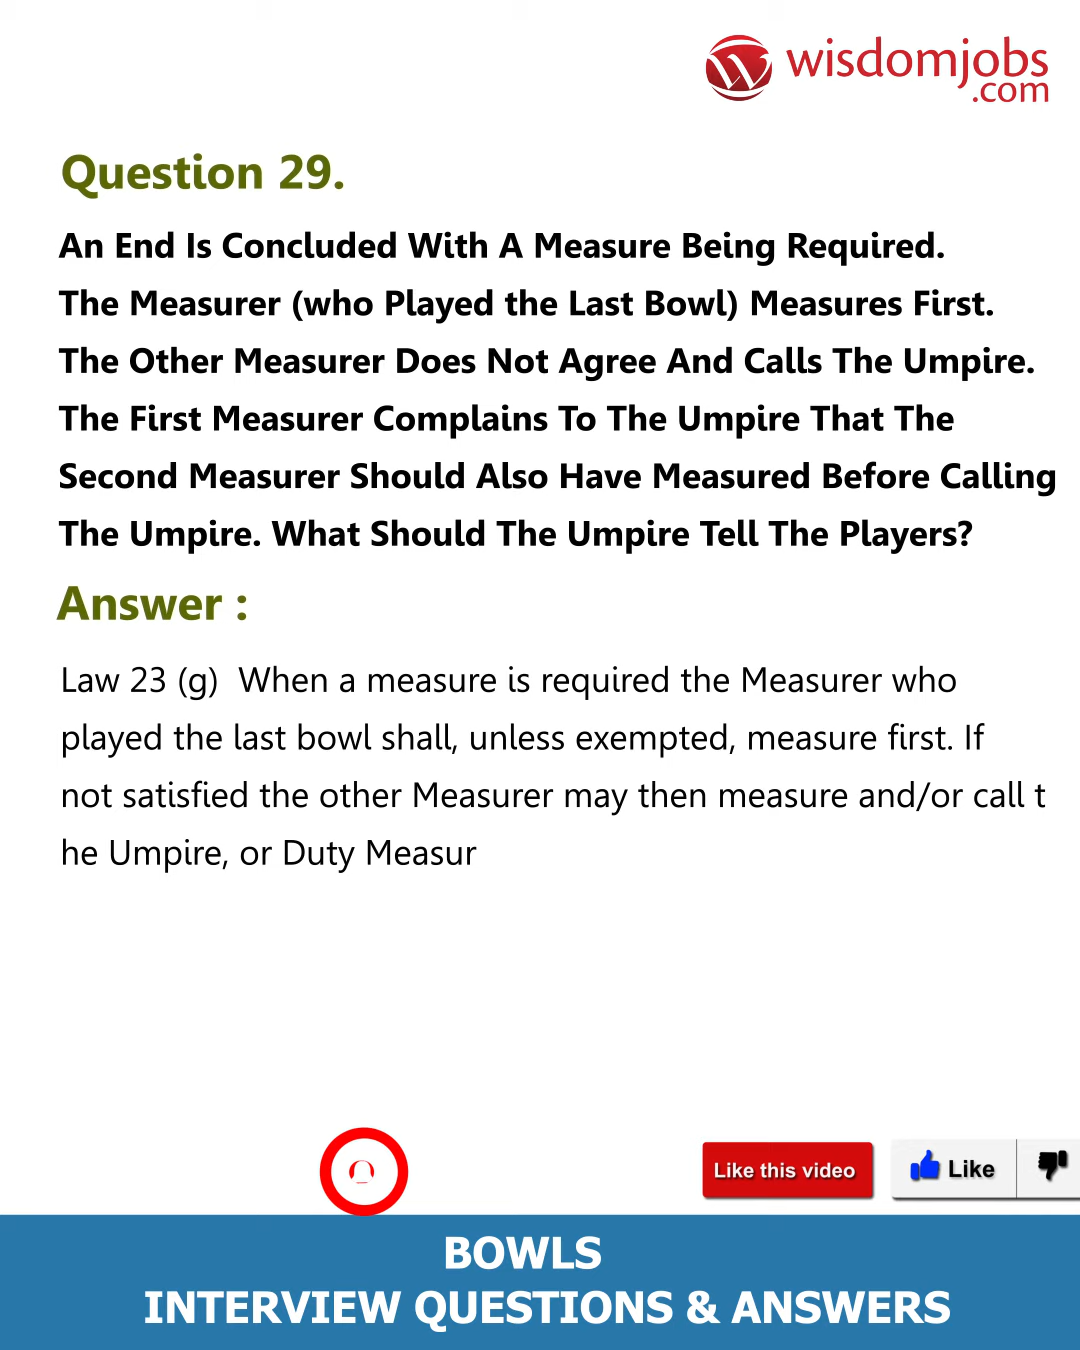 wisdomjobs
.com
Question 29.
An End Is Concluded With A Measure Being Required.
The Measurer (who Played the Last Bowl) Measures First.
The Other Measurer Does Not Agree And Calls The Umpire.
The First Measurer Complains To The Umpire That The
Second Measurer Should Also Have Measured Before Calling
The Umpire. What Should The Umpire Tell The Players?
Answer :
Law 23 (g)  When a measure is required the Measurer who
played the last bowl shall, unless exempted, measure first. If
not satisfied the other Measurer may then measure and/or call t
he Umpire, or Duty Measur
Like this video
Like
BOWLS
INTERVIEW QUESTIONS & ANSWERS